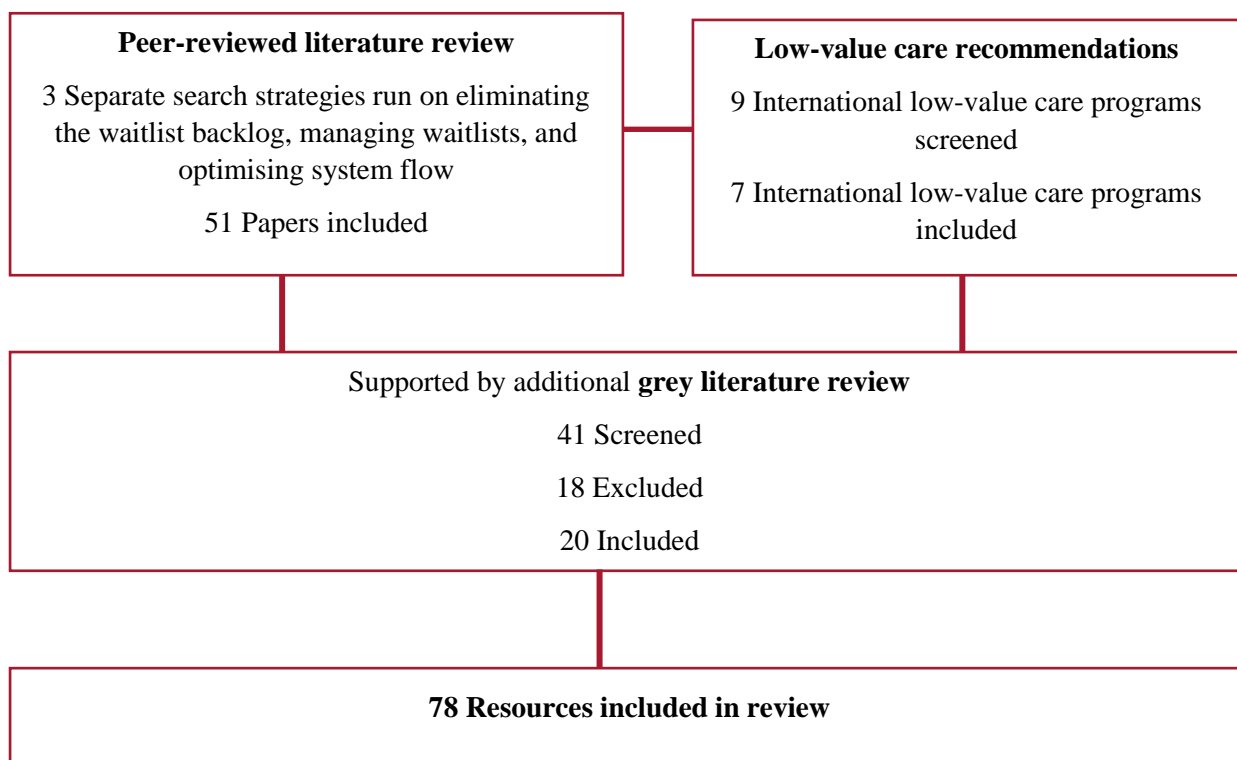 Peer-reviewed literature review
3 Separate search strategies run on eliminating
the waitlist backlog, managing waitlists, and
optimising system flow
51 Papers included
Low-value care recommendations
9 International low-value care programs
screened
7 International low-value care programs
included
Supported by additional grey literature review
41 Screened
18 Excluded
20 Included
78 Resources included in review